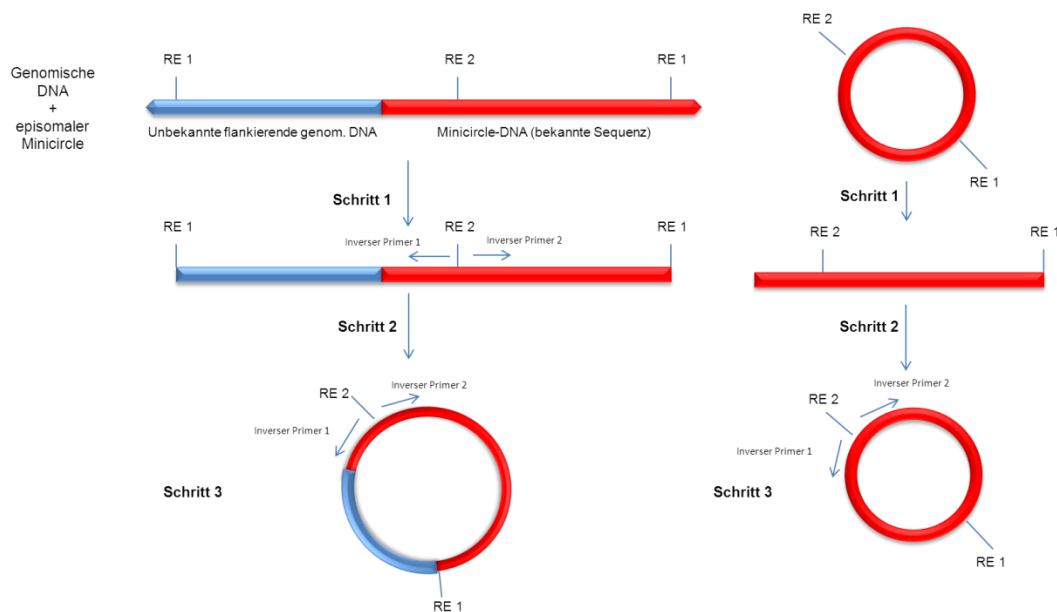 RE 1
RE 2
RE 1
Genomische
DNA
+
episomaler
Minicircle
Unbekannte flankierende genom. DNA
Minicircle-DNA (bekannte Sequenz)
RE 2
RE 1
Schritt 1
Schritt 1
RE 1
RE 2
RE 1
Inverser Primer 1
Inverser Primer 2
RE 2
RE 1
Schritt 2
Schritt 2
RE 2
Inverser Primer 2
Inverser Primer 1
Schritt 3
RE 1
Inverser Primer 2
RE 2
Inverser Primer 1
Schritt 3
RE 1